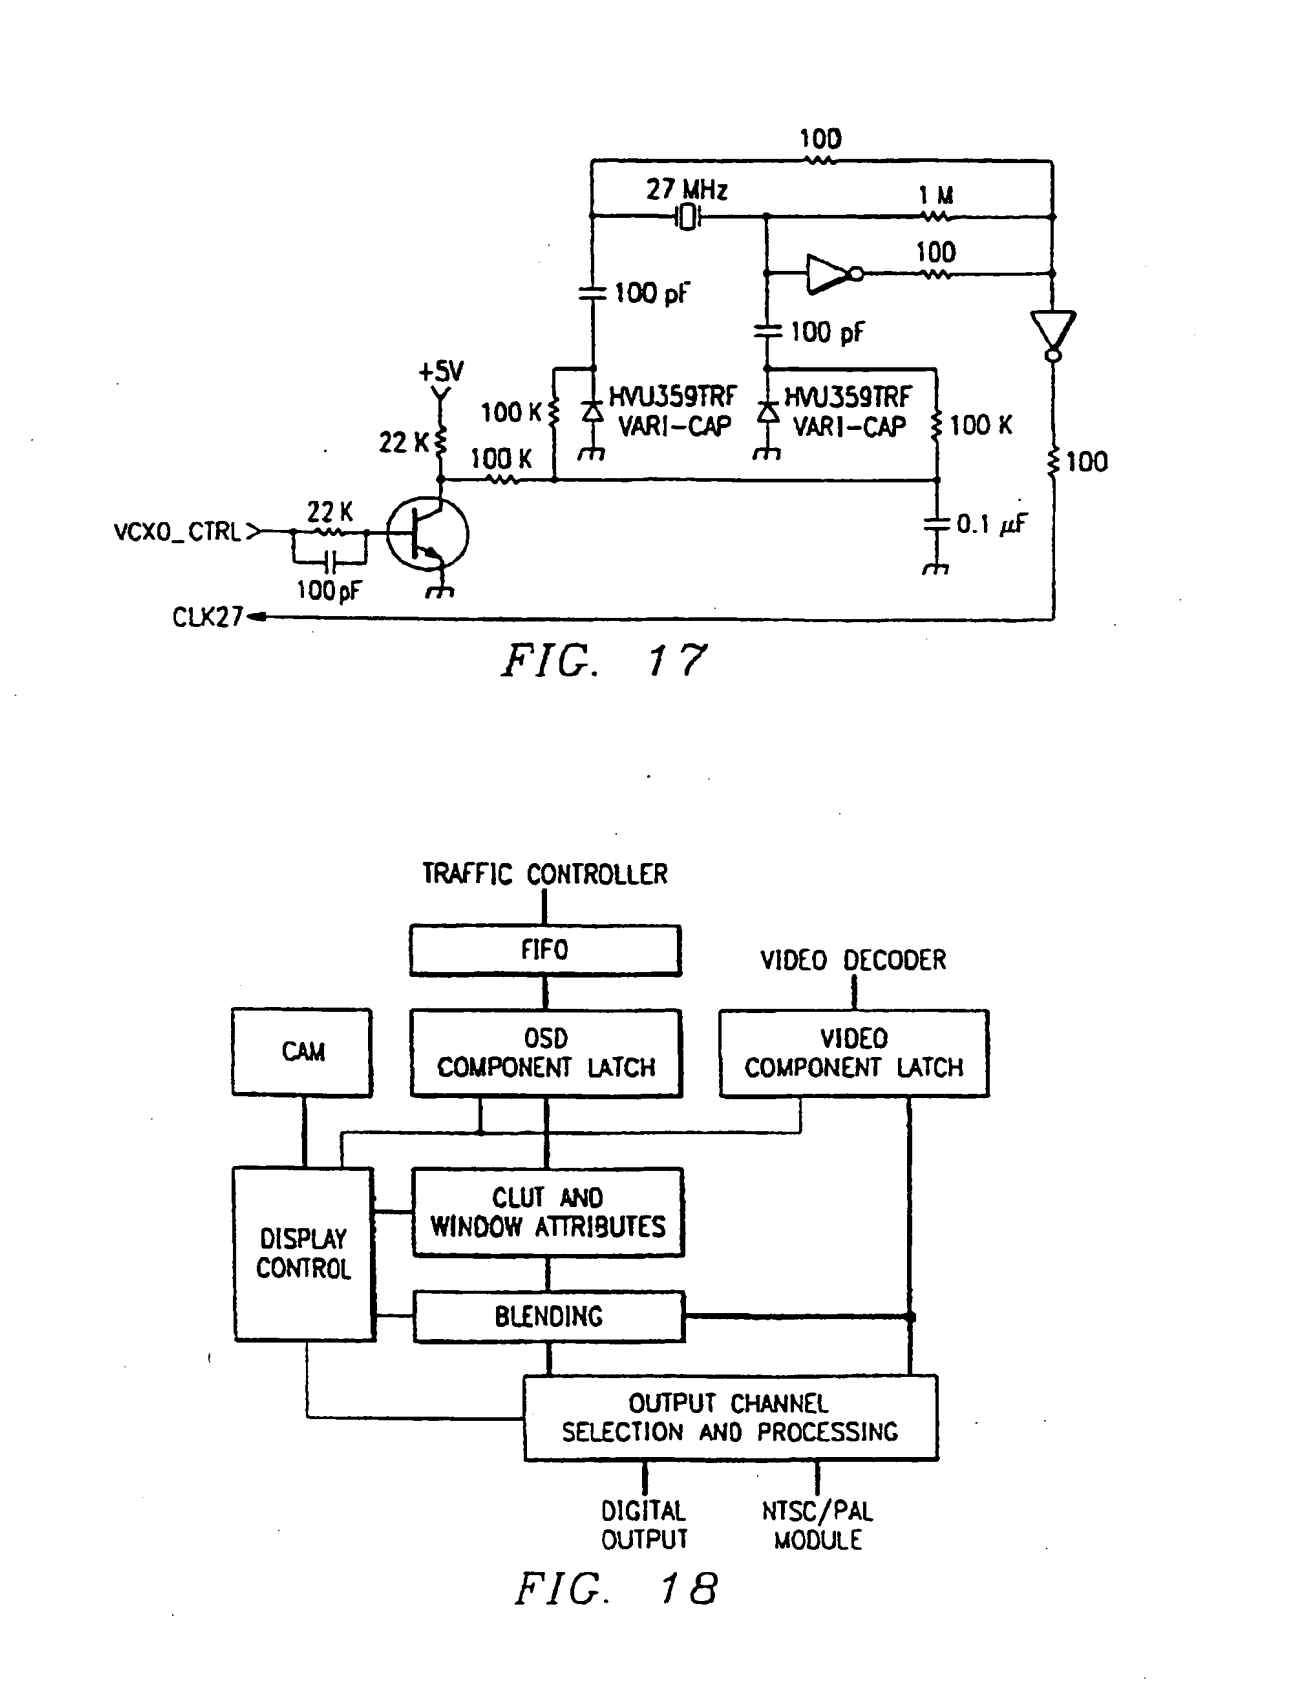 100
27 MHz
1 M
100
100 pF
100 pF
+5V
HVU359TRF
VARI-CAP
HVU359TRF
VARI-CAP
100 K
22 K
100 K
100 K
100
22 K
VCXO_CTRL
0.1 µF
100 pF
CLK27
FIG. 17
TRAFFIC CONTROLLER
FIFO
VIDEO DECODER
CAM
OSD
COMPONENT LATCH
VIDEO
COMPONENT LATCH
CLUT AND
WINDOW ATTRIBUTES
DISPLAY
CONTROL
BLENDING
OUTPUT CHANNEL
SELECTION AND PROCESSING
DIGITAL
OUTPUT
NTSC/PAL
MODULE
FIG. 18